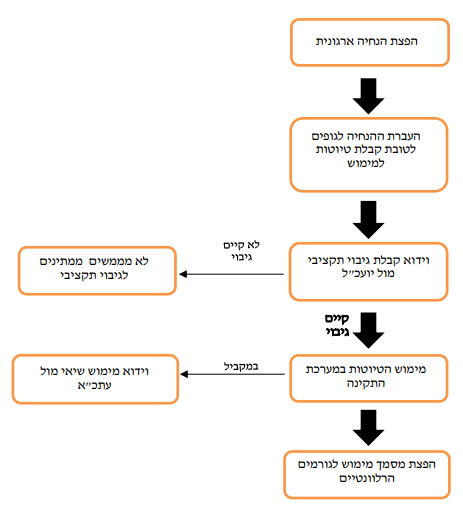 הפצת הנחיה ארגונית
העברת ההנחיה לגופים
לטובת קבלת טיוטות
למימוש
וידוא קבלת גיבוי תקציבי
מול יועכ״ל
לא קיים
גיבוי
לא מממשים ממתינים
לגיבוי תקציבי
קיים
גיבוי
מימוש הטיוטות במערכת
התקינה
במקביל
וידוא מימוש שיאי מול
עתכ״א
הפצת מסמך מימוש לגורמים
הרלוונטיים